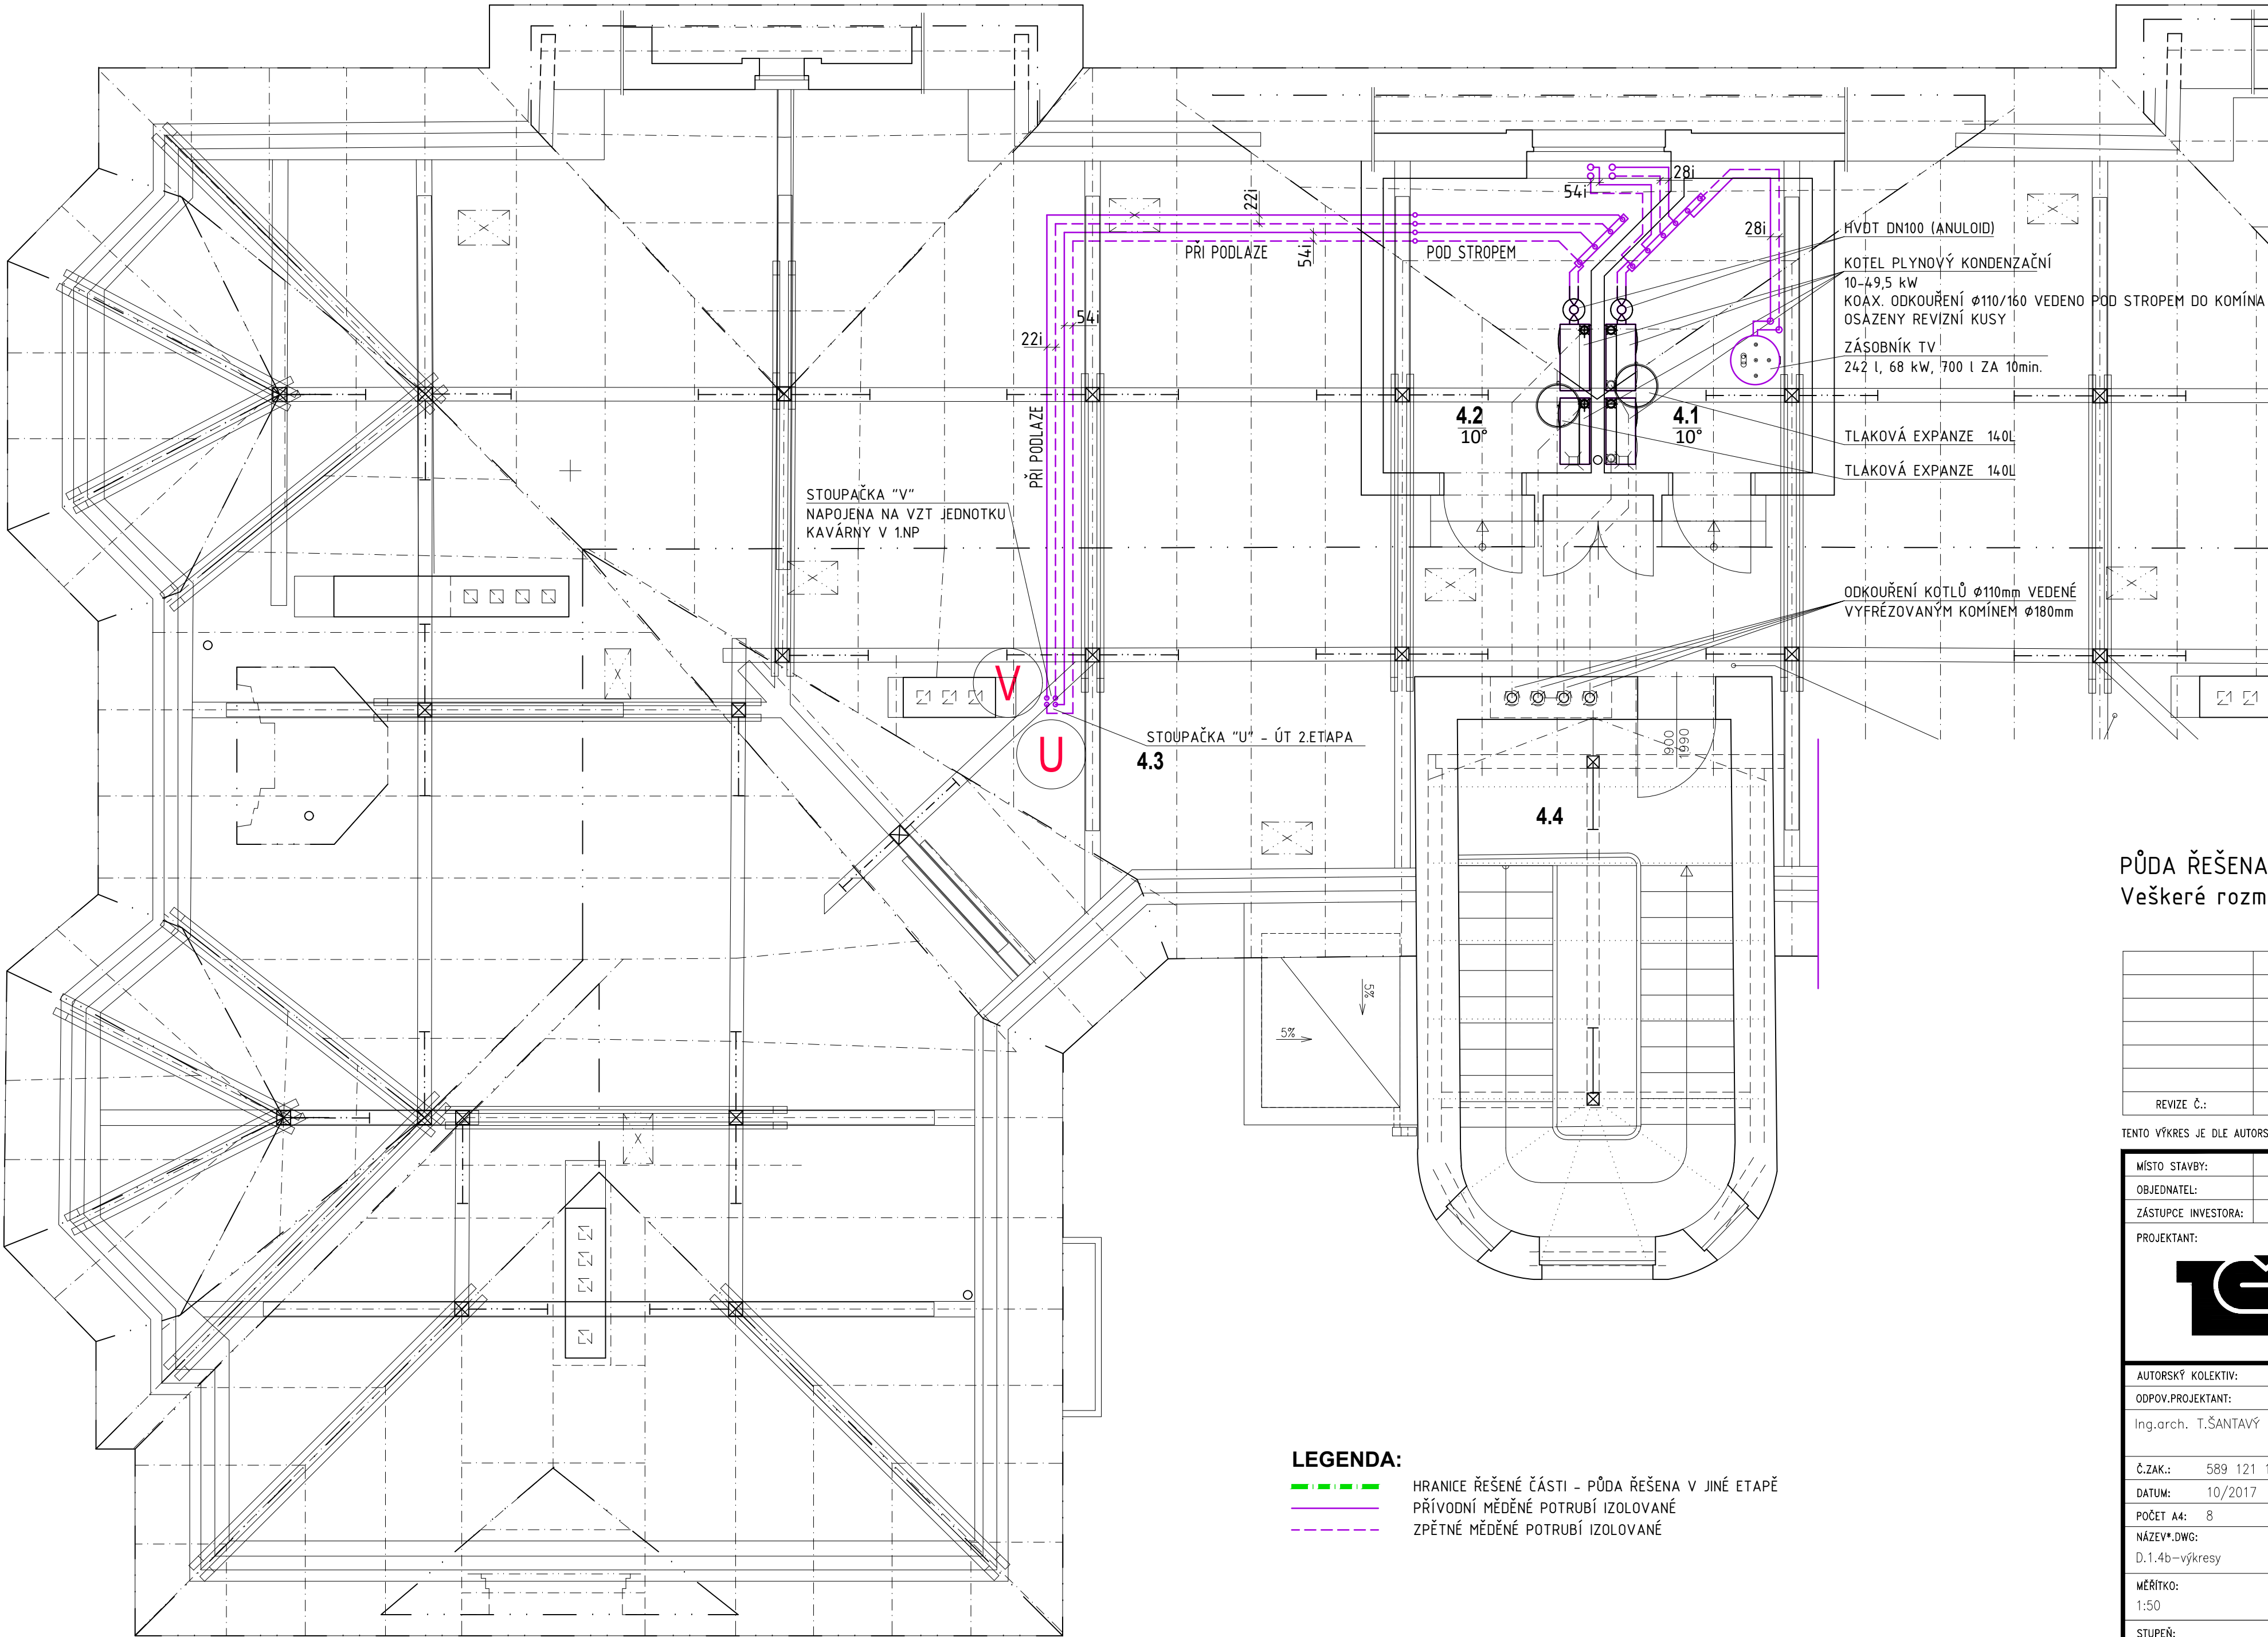 22i
54i
28i
28i
HVDT DN100 (ANULOID)
KOTEL PLYNOVÝ KONDENZAČNÍ
10-49,5 kW
KOAX. ODKOUŘENÍ Ø110/160 VEDENO POD STROPEM DO KOMÍNA
OSAZENY REVIZNÍ KUSY
ZÁSOBNÍK TV
242 l, 68 kW, 700 l ZA 10min.
PŘI PODLAZE
54i
POD STROPEM
22i
54i
PŘI PODLAZE
4.2
10°
4.1
10°
TLAKOVÁ EXPANZE 140L
TLAKOVÁ EXPANZE 140L
STOUPAČKA "V"
NAPOJENA NA VZT JEDNOTKU
KAVÁRNY V 1.NP
ODKOUŘENÍ KOTLŮ Ø110mm VEDENÉ
VYFRÉZOVANÝM KOMÍNEM Ø180mm
V
U
STOUPAČKA "U" - ÚT 2.ETAPA
4.3
900
1990
4.4
5%
5%
PŮDA ŘEŠENA
Veškeré rozm
REVIZE Č.:
TENTO VÝKRES JE DLE AUTORS
MÍSTO STAVBY:
OBJEDNATEL:
ZÁSTUPCE INVESTORA:
PROJEKTANT:
AUTORSKÝ KOLEKTIV:
ODPOV.PROJEKTANT:
Ing.arch. T.ŠANTAVÝ
Č.ZAK.: 589 121 1
DATUM: 10/2017
POČET A4: 8
NÁZEV*.DWG:
D.1.4b-výkresy
MĚŘÍTKO:
1:50
STUPEŇ:
LEGENDA:
HRANICE ŘEŠENÉ ČÁSTI - PŮDA ŘEŠENA V JINÉ ETAPĚ
PŘÍVODNÍ MĚDĚNÉ POTRUBÍ IZOLOVANÉ
ZPĚTNÉ MĚDĚNÉ POTRUBÍ IZOLOVANÉ